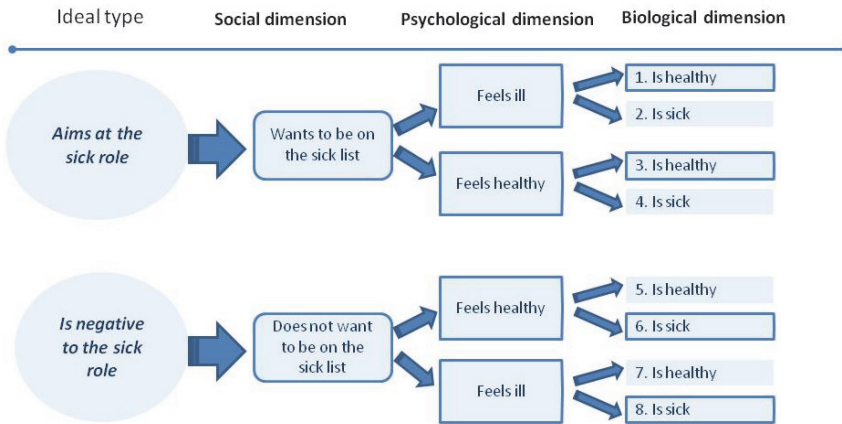 Ideal type
Social dimension
Psychological dimension
Biological dimension
Aims at the
sick role
Wants to be on
the sick list
Feels ill
1. Is healthy
2. Is sick
Feels healthy
3. Is healthy
4. Is sick
Is negative
to the sick
role
Does not want
to be on the
sick list
Feels healthy
5. Is healthy
6. Is sick
Feels ill
7. Is healthy
8. Is sick